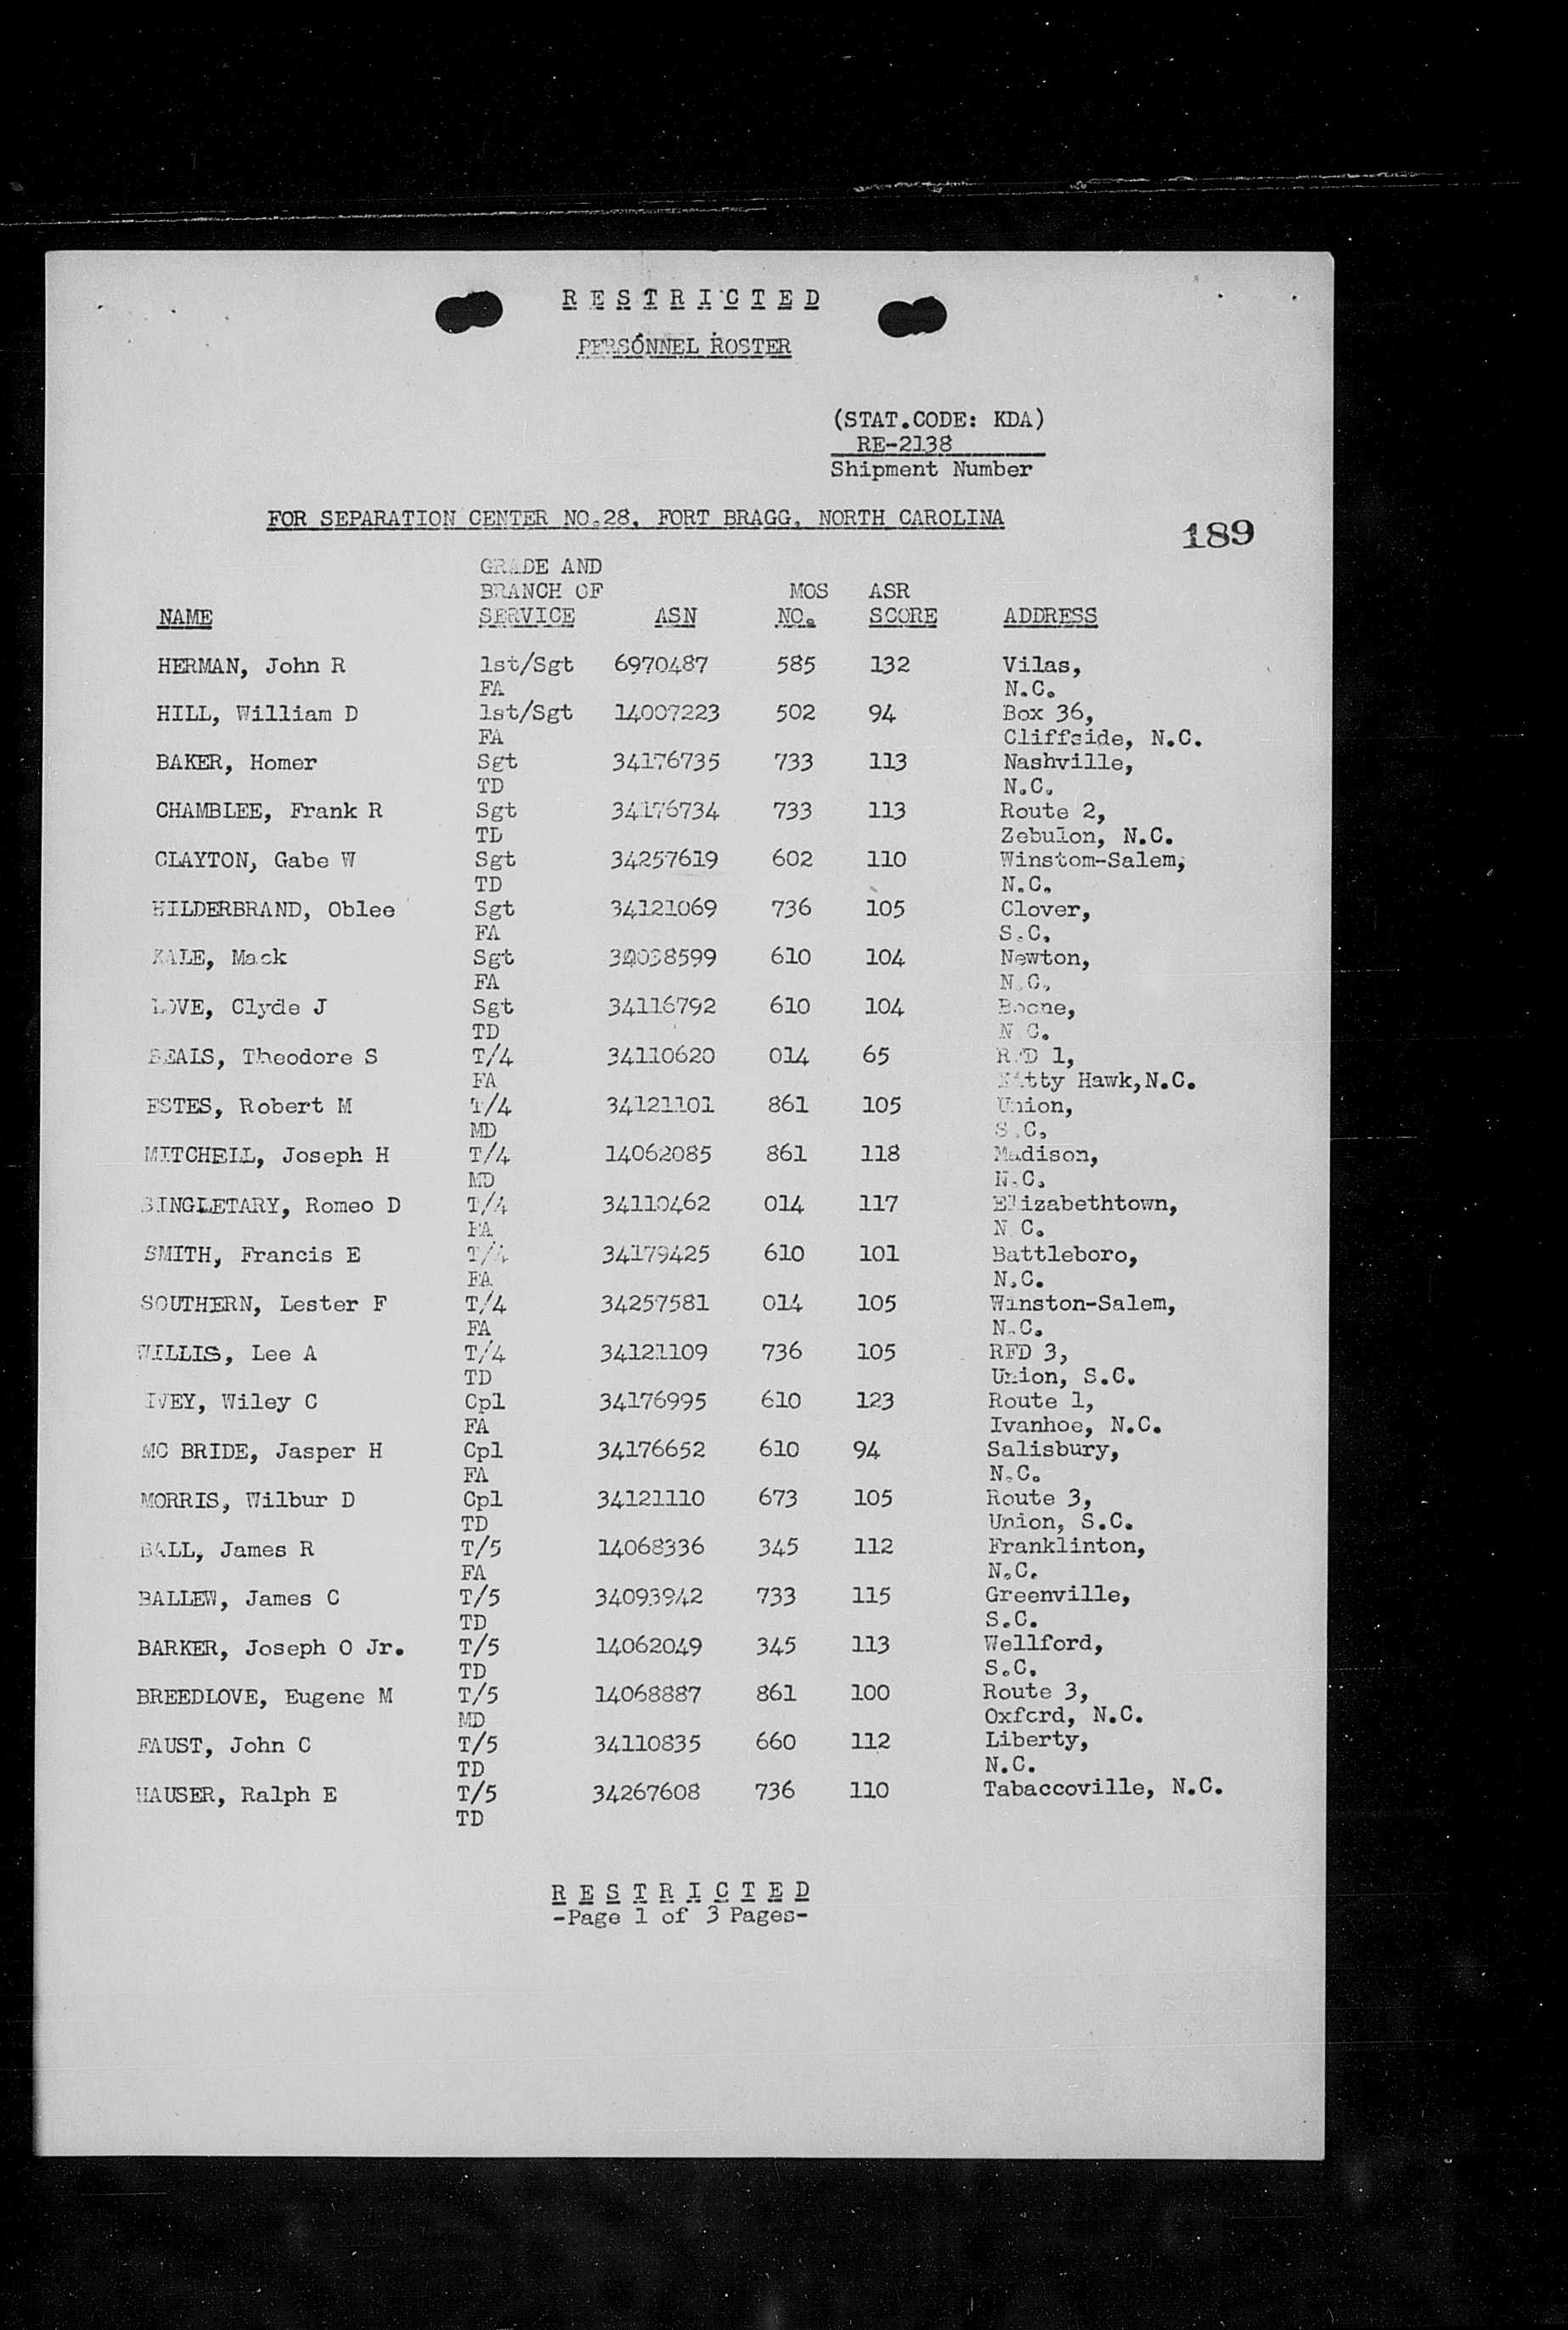 RESTRICTED
PERSONNEL ROSTER
(STAT.CODE: KDA)
RE-2138
Shipment Number
FOR SEPARATION CENTER NO.28, FORT BRAGG, NORTH CAROLINA
189
GRADE AND
BRANCH OF MOS ASR
NAME SERVICE ASN NO. SCORE ADDRESS
HERMAN, John R 1st/Sgt 6970487 585 132 Vilas,
FA N.C.
HILL, William D 1st/Sgt 14007223 502 94 Box 36,
FA Cliffside, N.C.
BAKER, Homer Sgt 34176735 733 113 Nashville,
TD N.C.
CHAMBLEE, Frank R Sgt 34176734 733 113 Route 2,
TD Zebulon, N.C.
CLAYTON, Gabe W Sgt 34257619 602 110 Winstom-Salem,
TD N.C.
HILDERBRAND, Oblee Sgt 34121069 736 105 Clover,
FA S.C.
KALE, Mack Sgt 610 104 Newton,
FA N.C.
LOVE, Clyde J Sgt 34116792 610 104 Boone,
TD N.C.
BEALS, Theodore S T/4 34110620 014 65 RFD 1,
FA Kitty Hawk,N.C.
ESTES, Robert M T/4 34121101 861 105 Union,
MD S.C.
MITCHELL, Joseph H T/4 14062085 861 118 Madison,
MD N.C.
SINGLETARY, Romeo D T/4 34110462 014 117 Elizabethtown,
FA N.C.
SMITH, Francis E T/4 34179425 610 101 Battleboro,
FA N.C.
SOUTHERN, Lester F T/4 34257581 014 105 Winston-Salem,
FA N.C.
WILLIS, Lee A T/4 34121109 736 105 RFD 3,
TD Union, S.C.
IVEY, Wiley C Cpl 34176995 610 123 Route 1,
FA Ivanhoe, N.C.
MC BRIDE, Jasper H Cpl 34176652 610 94 Salisbury,
FA N.C.
MORRIS, Wilbur D Cpl 34121110 673 105 Route 3,
TD Union, S.C.
BALL, James R T/5 14068336 345 112 Franklinton,
FA N.C.
BALLEW, James C T/5 34093942 733 115 Greenville,
TD S.C.
BARKER, Joseph O Jr. T/5 14062049 345 113 Wellford,
TD S.C.
BREEDLOVE, Eugene M T/5 14068887 861 100 Route 3,
MD Oxford, N.C.
FAUST, John C T/5 34110835 660 112 Liberty,
TD N.C.
HAUSER, Ralph E T/5 34267608 736 110 Tabaccoville, N.C.
TD
RESTRICTED
-Page 1 of 3 Pages-